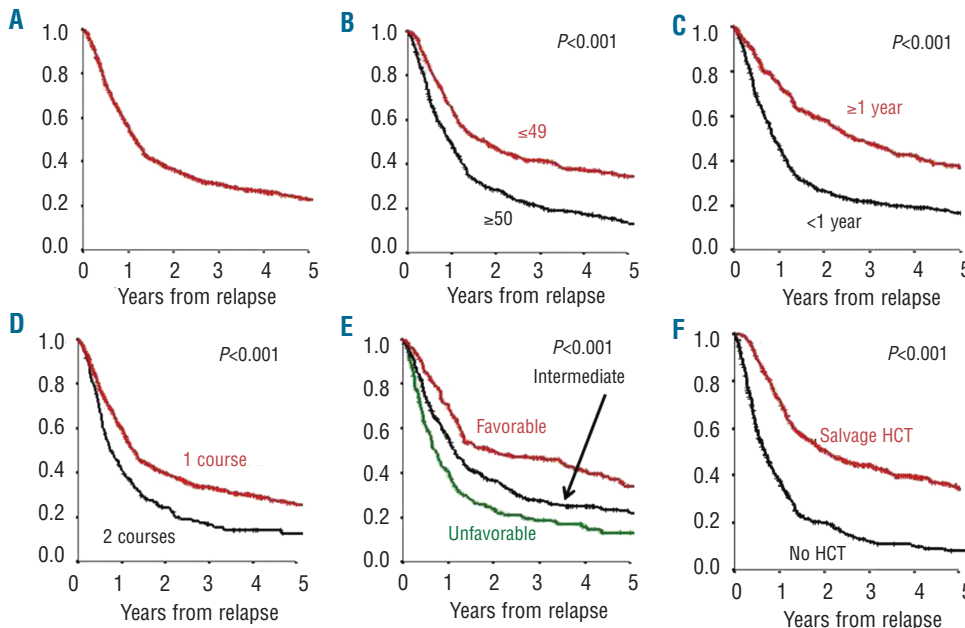 A
1.0
0.8
0.6
0.4
0.2
0.0
0 1 2 3 4 5
Years from relapse
B
P<0.001
1.0
0.8
0.6
0.4
0.2
0.0
≤49
≥50
0 1 2 3 4 5
Years from relapse
C
P<0.001
1.0
0.8
0.6
0.4
0.2
0.0
≥1 year
<1 year
0 1 2 3 4 5
Years from relapse
D
P<0.001
1.0
0.8
0.6
0.4
0.2
0.0
1 course
2 courses
0 1 2 3 4 5
Years from relapse
E
P<0.001
Intermediate
1.0
0.8
0.6
0.4
0.2
0.0
Favorable
Unfavorable
0 1 2 3 4 5
Years from relapse
F
P<0.001
1.0
0.8
0.6
0.4
0.2
0.0
Salvage HCT
No HCT
0 1 2 3 4 5
Years from relapse